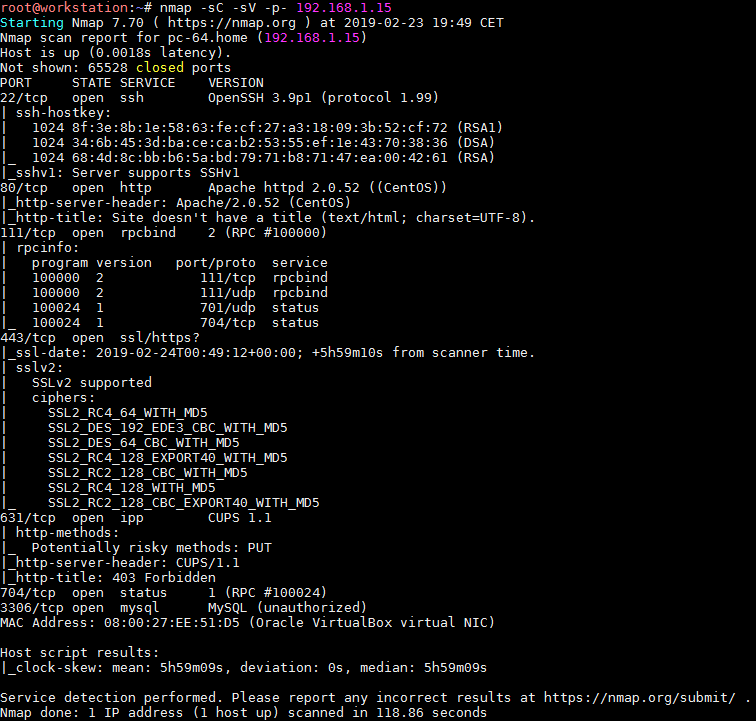 root@workstation:~# nmap -sC -sV -p- 192.168.1.15
Starting Nmap 7.70 ( https://nmap.org ) at 2019-02-23 19:49 CET
Nmap scan report for pc-64.home (192.168.1.15)
Host is up (0.0018s latency).
Not shown: 65528 closed ports
PORT     STATE SERVICE    VERSION
22/tcp   open  ssh        OpenSSH 3.9p1 (protocol 1.99)
| ssh-hostkey:
|   1024 8f:3e:8b:1e:58:63:fe:cf:27:a3:18:09:3b:52:cf:72 (RSA1)
|   1024 34:6b:45:3d:ba:ce:ca:b2:53:55:ef:1e:43:70:38:36 (DSA)
|_  1024 68:4d:8c:bb:b6:5a:bd:79:71:b8:71:47:ea:00:42:61 (RSA)
|_sshv1: Server supports SSHv1
80/tcp   open  http       Apache httpd 2.0.52 ((CentOS))
|_http-server-header: Apache/2.0.52 (CentOS)
|_http-title: Site doesn't have a title (text/html; charset=UTF-8).
111/tcp  open  rpcbind    2 (RPC #100000)
| rpcinfo:
|   program version   port/proto  service
|   100000  2            111/tcp  rpcbind
|   100000  2            111/udp  rpcbind
|   100024  1            701/udp  status
|_  100024  1            704/tcp  status
443/tcp  open  ssl/https?
|_ssl-date: 2019-02-24T00:49:12+00:00; +5h59m10s from scanner time.
| sslv2:
|   SSLv2 supported
|   ciphers:
|     SSL2_RC4_64_WITH_MD5
|     SSL2_DES_192_EDE3_CBC_WITH_MD5
|     SSL2_DES_64_CBC_WITH_MD5
|     SSL2_RC4_128_EXPORT40_WITH_MD5
|     SSL2_RC2_128_CBC_WITH_MD5
|     SSL2_RC4_128_WITH_MD5
|_    SSL2_RC2_128_CBC_EXPORT40_WITH_MD5
631/tcp  open  ipp        CUPS 1.1
| http-methods:
|_  Potentially risky methods: PUT
|_http-server-header: CUPS/1.1
|_http-title: 403 Forbidden
704/tcp  open  status     1 (RPC #100024)
3306/tcp open  mysql      MySQL (unauthorized)
MAC Address: 08:00:27:EE:51:D5 (Oracle VirtualBox virtual NIC)

Host script results:
|_clock-skew: mean: 5h59m09s, deviation: 0s, median: 5h59m09s

Service detection performed. Please report any incorrect results at https://nmap.org/submit/ .
Nmap done: 1 IP address (1 host up) scanned in 118.86 seconds